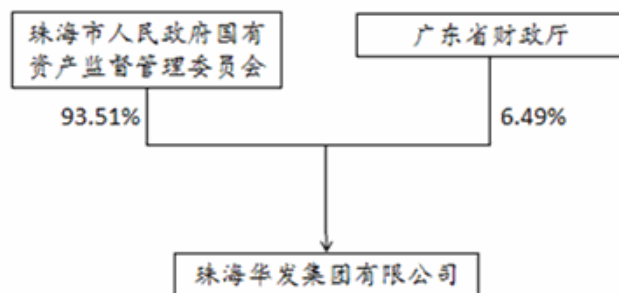 珠海市人民政府国有
资产监督管理委员会
广东省财政厅
93.51%
6.49%
珠海华发集团有限公司